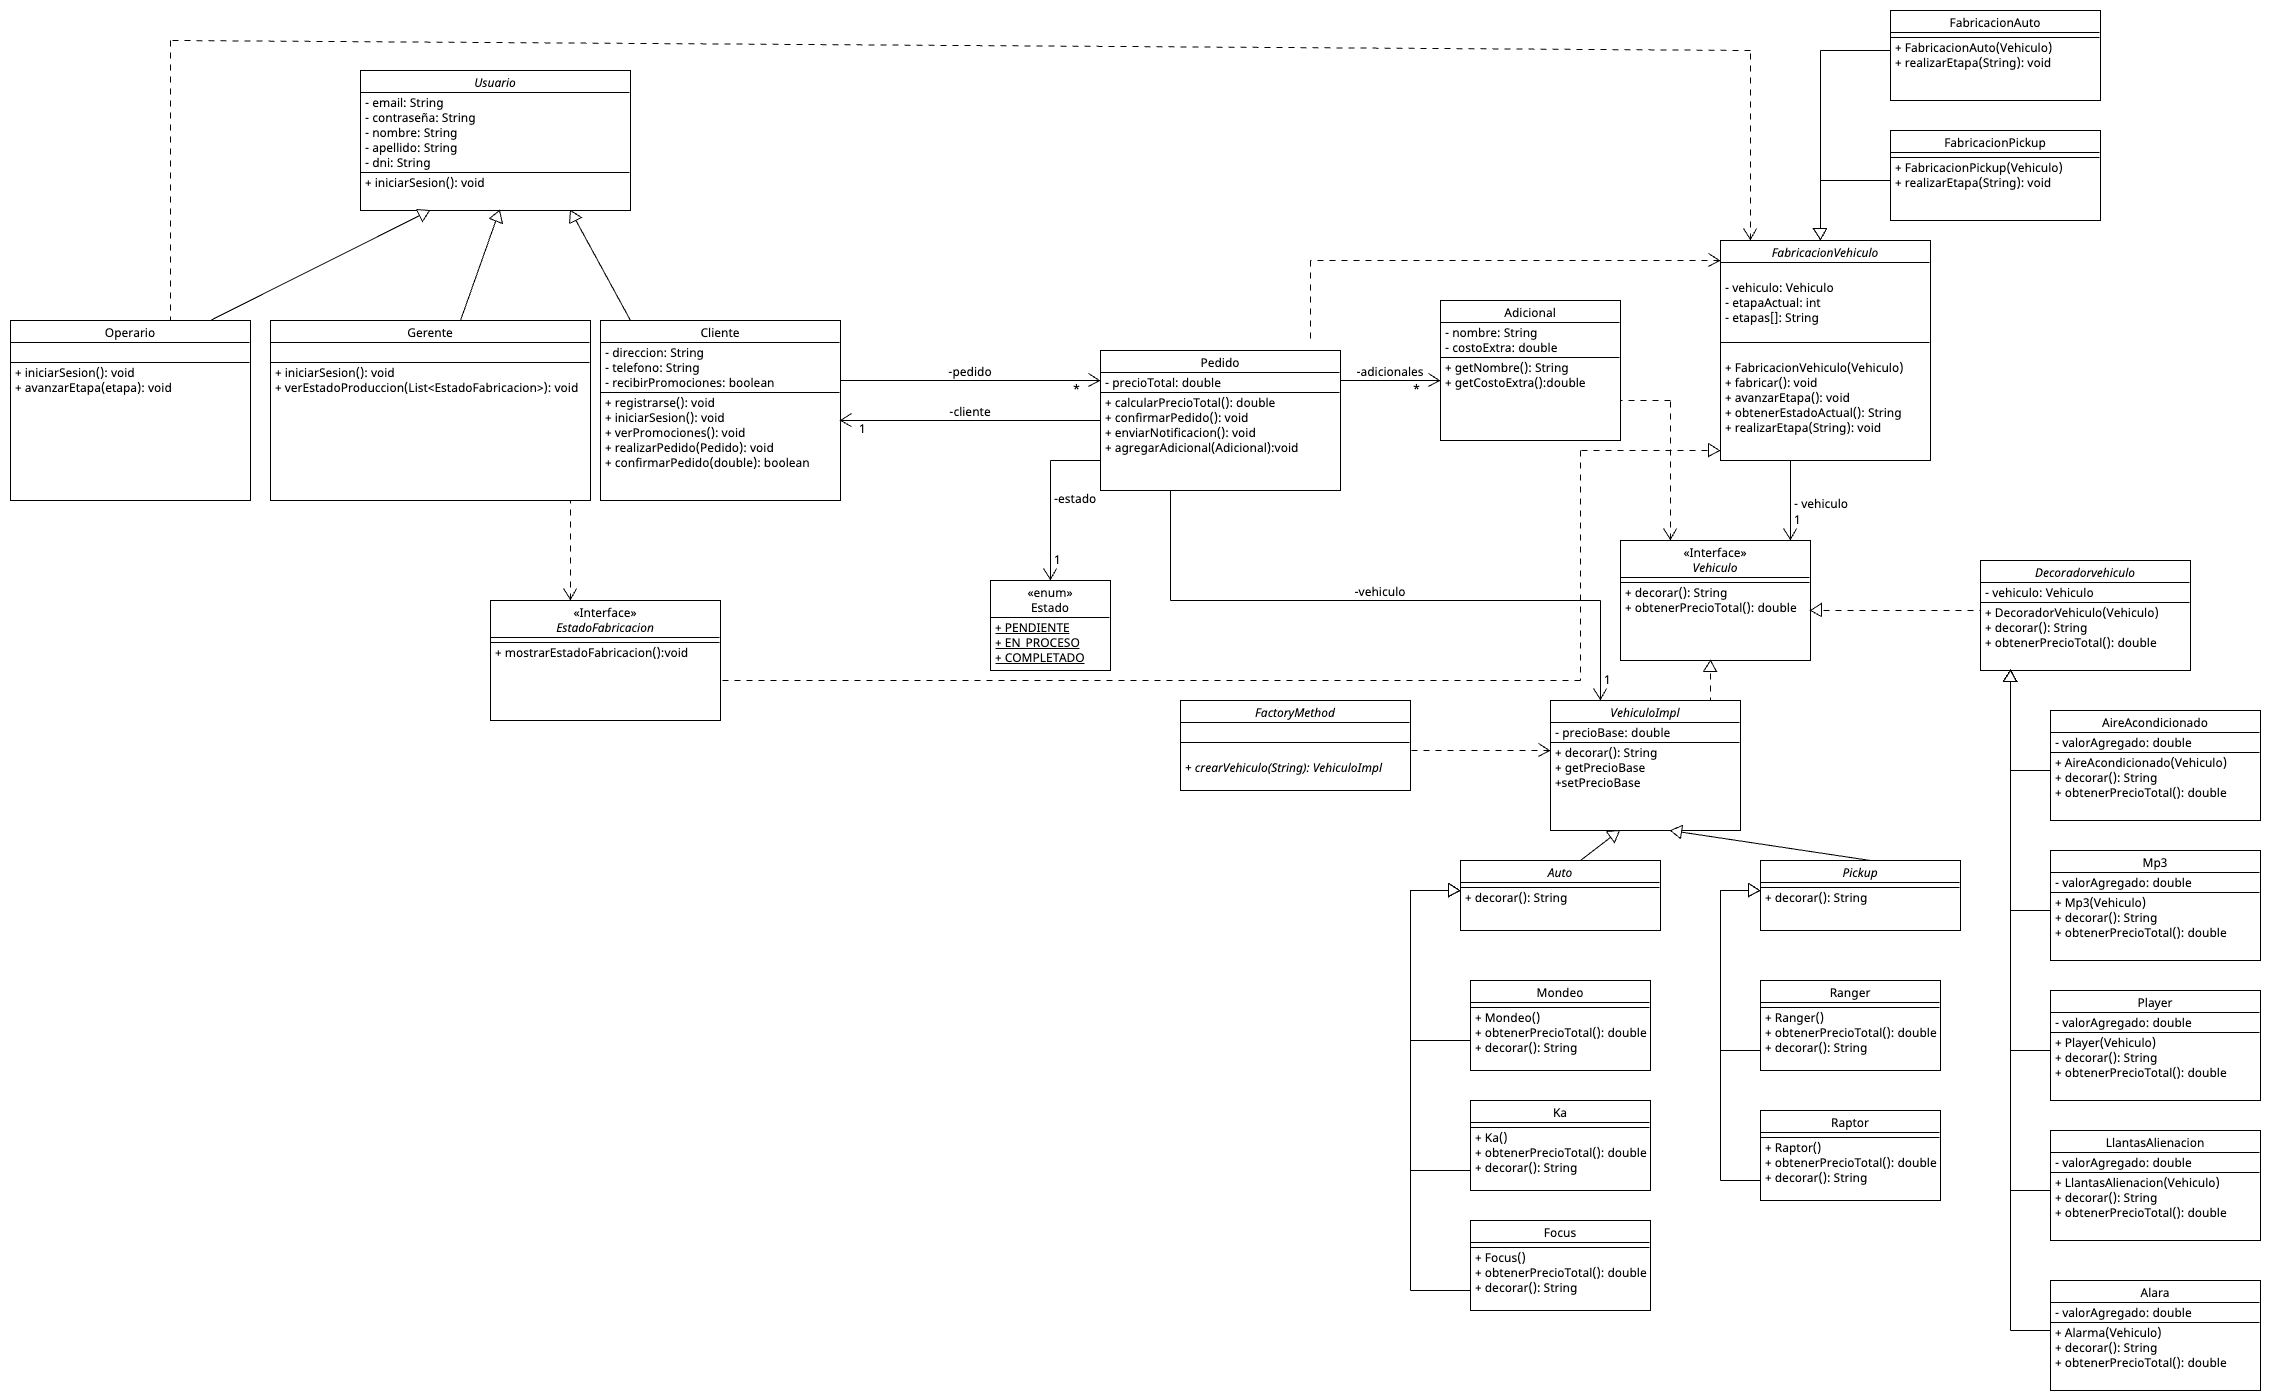 FabricacionAuto
+ FabricacionAuto(Vehiculo)
+ realizarEtapa(String): void
Usuario
- email: String
- contraseña: String
- nombre: String
- apellido: String
- dni: String
+ iniciarSesion(): void
FabricacionPickup
+ FabricacionPickup(Vehiculo)
+ realizarEtapa(String): void
FabricacionVehiculo
- vehiculo: Vehiculo
- etapaActual: int
- etapas[]: String
+ FabricacionVehiculo(Vehiculo)
+ fabricar(): void
+ avanzarEtapa(): void
+ obtenerEstadoActual(): String
+ realizarEtapa(String): void
Operario
+ iniciarSesion(): void
+ avanzarEtapa(etapa): void
Gerente
+ iniciarSesion(): void
+ verEstadoProduccion(List<EstadoFabricacion>): void
Cliente
- direccion: String
- telefono: String
- recibirPromociones: boolean
+ registrarse(): void
+ iniciarSesion(): void
+ verPromociones(): void
+ realizarPedido(Pedido): void
+ confirmarPedido(double): boolean
-pedido
*
-cliente
1
Pedido
- precioTotal: double
+ calcularPrecioTotal(): double
+ confirmarPedido(): void
+ enviarNotificacion(): void
+ agregarAdicional(Adicional):void
-adicionales
*
Adicional
- nombre: String
- costoExtra: double
+ getNombre(): String
+ getCostoExtra():double
-estado
1
- vehiculo
1
«Interface»
Vehiculo
+ decorar(): String
+ obtenerPrecioTotal(): double
Decoradorvehiculo
- vehiculo: Vehiculo
+ DecoradorVehiculo(Vehiculo)
+ decorar(): String
+ obtenerPrecioTotal(): double
«enum»
Estado
+ PENDIENTE
+ EN_PROCESO
+ COMPLETADO
-vehiculo
1
«Interface»
EstadoFabricacion
+ mostrarEstadoFabricacion():void
FactoryMethod
+ crearVehiculo(String): VehiculoImpl
VehiculoImpl
- precioBase: double
+ decorar(): String
+ getPrecioBase
+setPrecioBase
AireAcondicionado
- valorAgregado: double
+ AireAcondicionado(Vehiculo)
+ decorar(): String
+ obtenerPrecioTotal(): double
Auto
+ decorar(): String
Pickup
+ decorar(): String
Mp3
- valorAgregado: double
+ Mp3(Vehiculo)
+ decorar(): String
+ obtenerPrecioTotal(): double
Mondeo
+ Mondeo()
+ obtenerPrecioTotal(): double
+ decorar(): String
Ranger
+ Ranger()
+ obtenerPrecioTotal(): double
+ decorar(): String
Player
- valorAgregado: double
+ Player(Vehiculo)
+ decorar(): String
+ obtenerPrecioTotal(): double
Ka
+ Ka()
+ obtenerPrecioTotal(): double
+ decorar(): String
Raptor
+ Raptor()
+ obtenerPrecioTotal(): double
+ decorar(): String
LlantasAlienacion
- valorAgregado: double
+ LlantasAlienacion(Vehiculo)
+ decorar(): String
+ obtenerPrecioTotal(): double
Focus
+ Focus()
+ obtenerPrecioTotal(): double
+ decorar(): String
Alara
- valorAgregado: double
+ Alarma(Vehiculo)
+ decorar(): String
+ obtenerPrecioTotal(): double